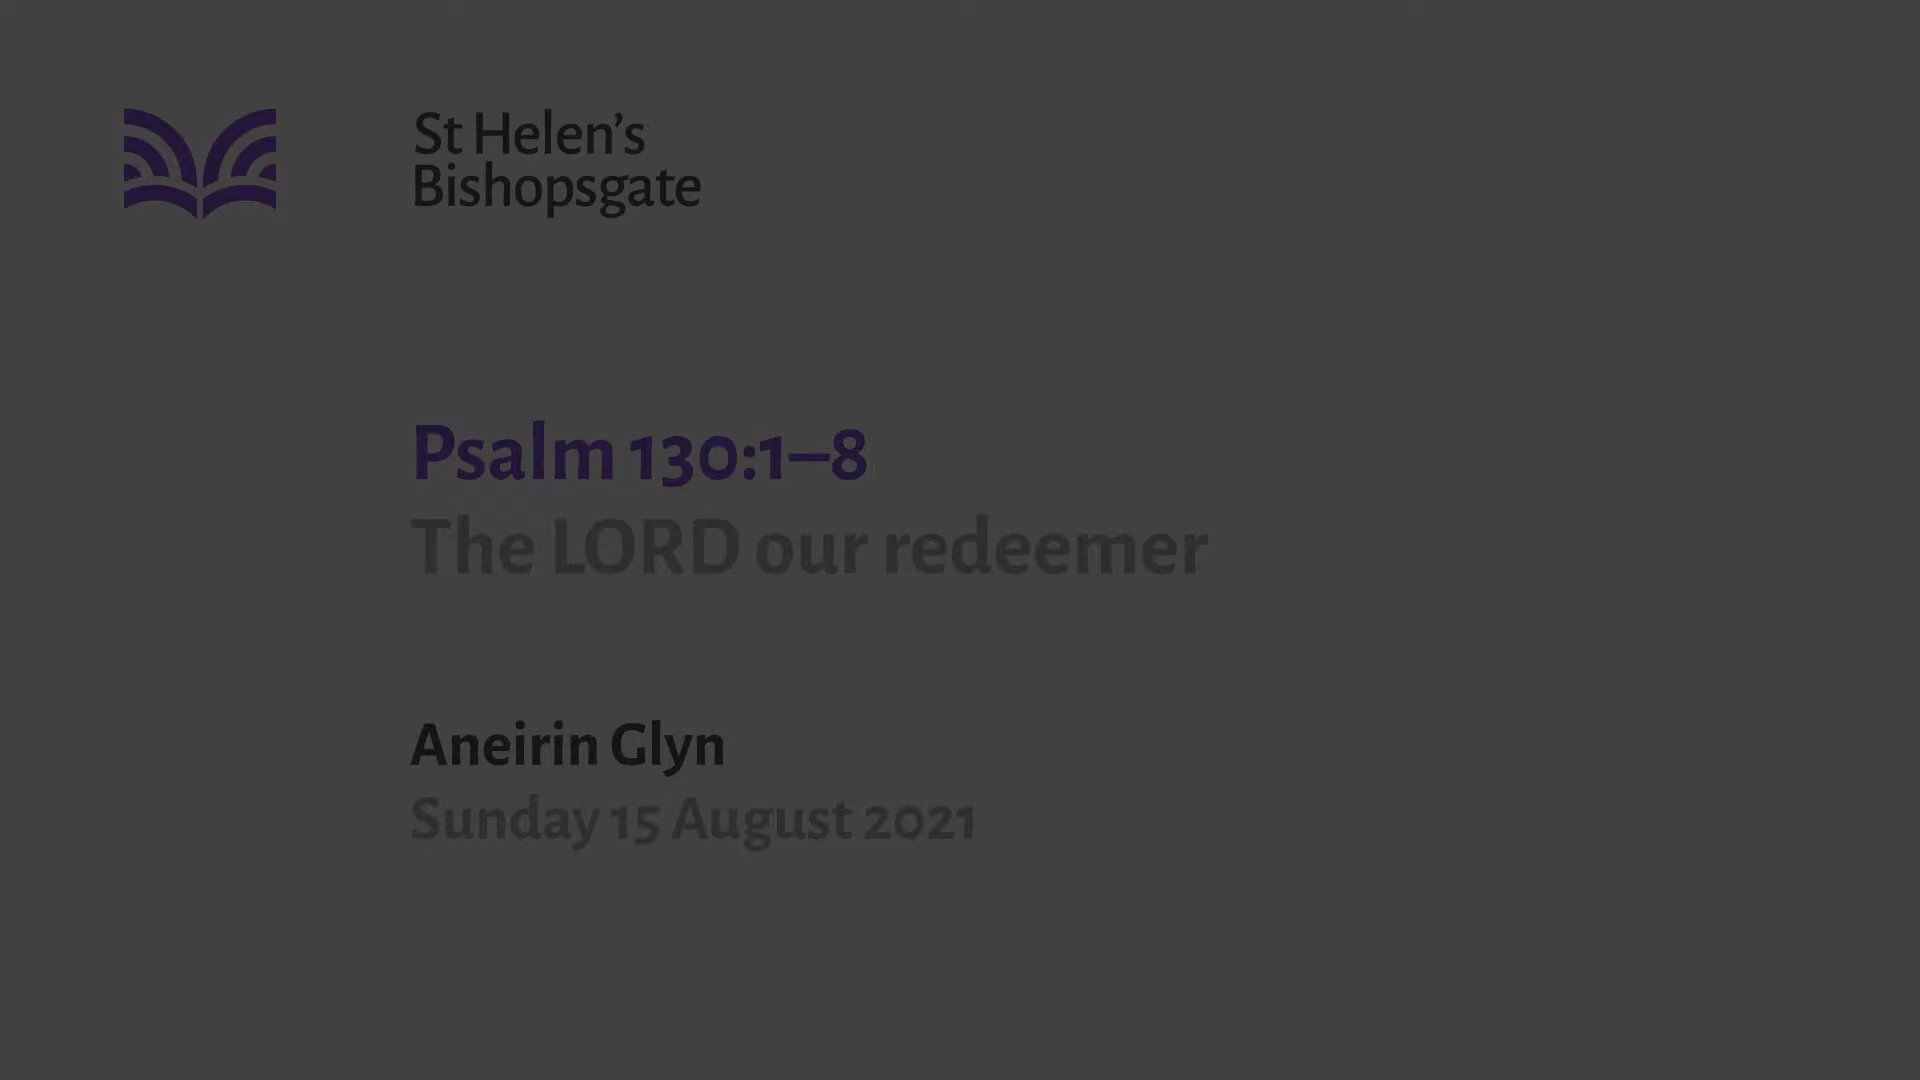 St Helen's
Bishopsgate
Psalm 130:1–8
The LORD our redeemer
Aneirin Glyn
Sunday 15 August 2021